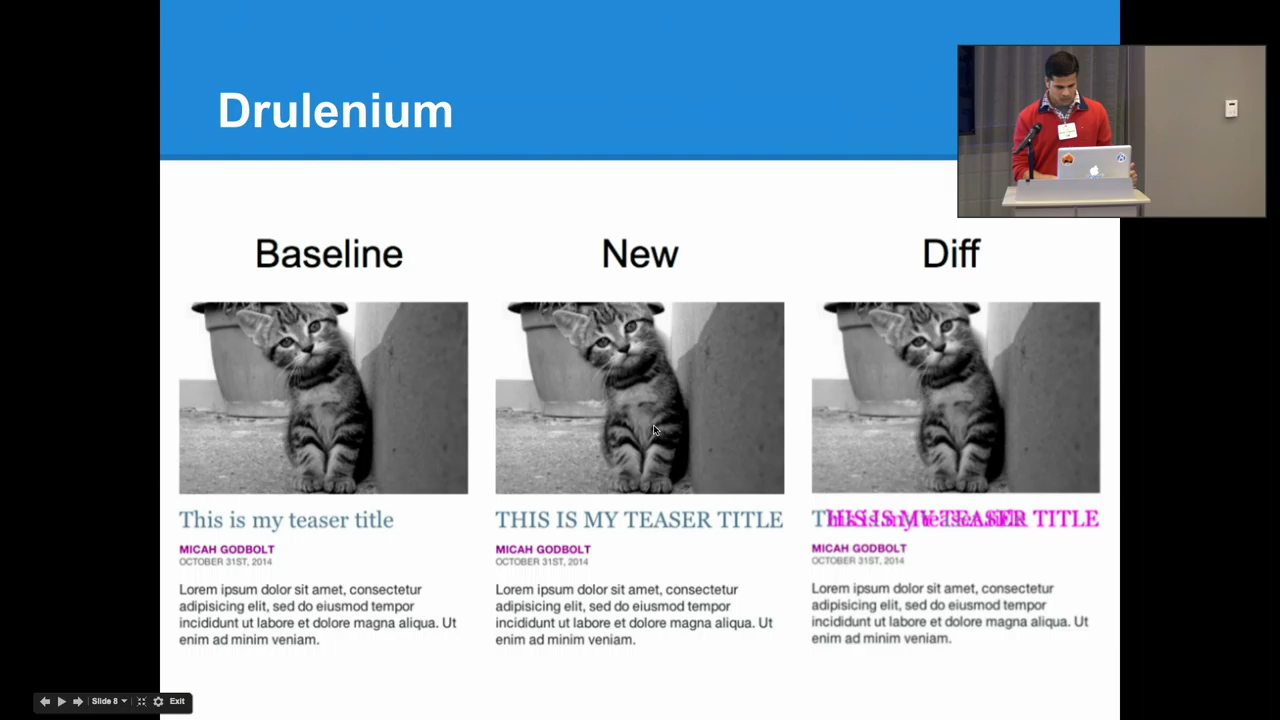 Drulenium
Baseline
New
Diff
This is my teaser title
MICAH GODBOLT
OCTOBER 31ST, 2014
Lorem ipsum dolor sit amet, consectetur
adipisicing elit, sed do eiusmod tempor
incididunt ut labore et dolore magna aliqua. Ut
enim ad minim veniam.
THIS IS MY TEASER TITLE
MICAH GODBOLT
OCTOBER 31ST, 2014
Lorem ipsum dolor sit amet, consectetur
adipisicing elit, sed do eiusmod tempor
incididunt ut labore et dolore magna aliqua. Ut
enim ad minim veniam.
TITLE
MICAH GODBOLT
OCTOBER 31ST, 2014
Lorem ipsum dolor sit amet, consectetur
adipisicing elit, sed do eiusmod tempor
incididunt ut labore et dolore magna aliqua. Ut
enim ad minim veniam.
Slide 8
Exit